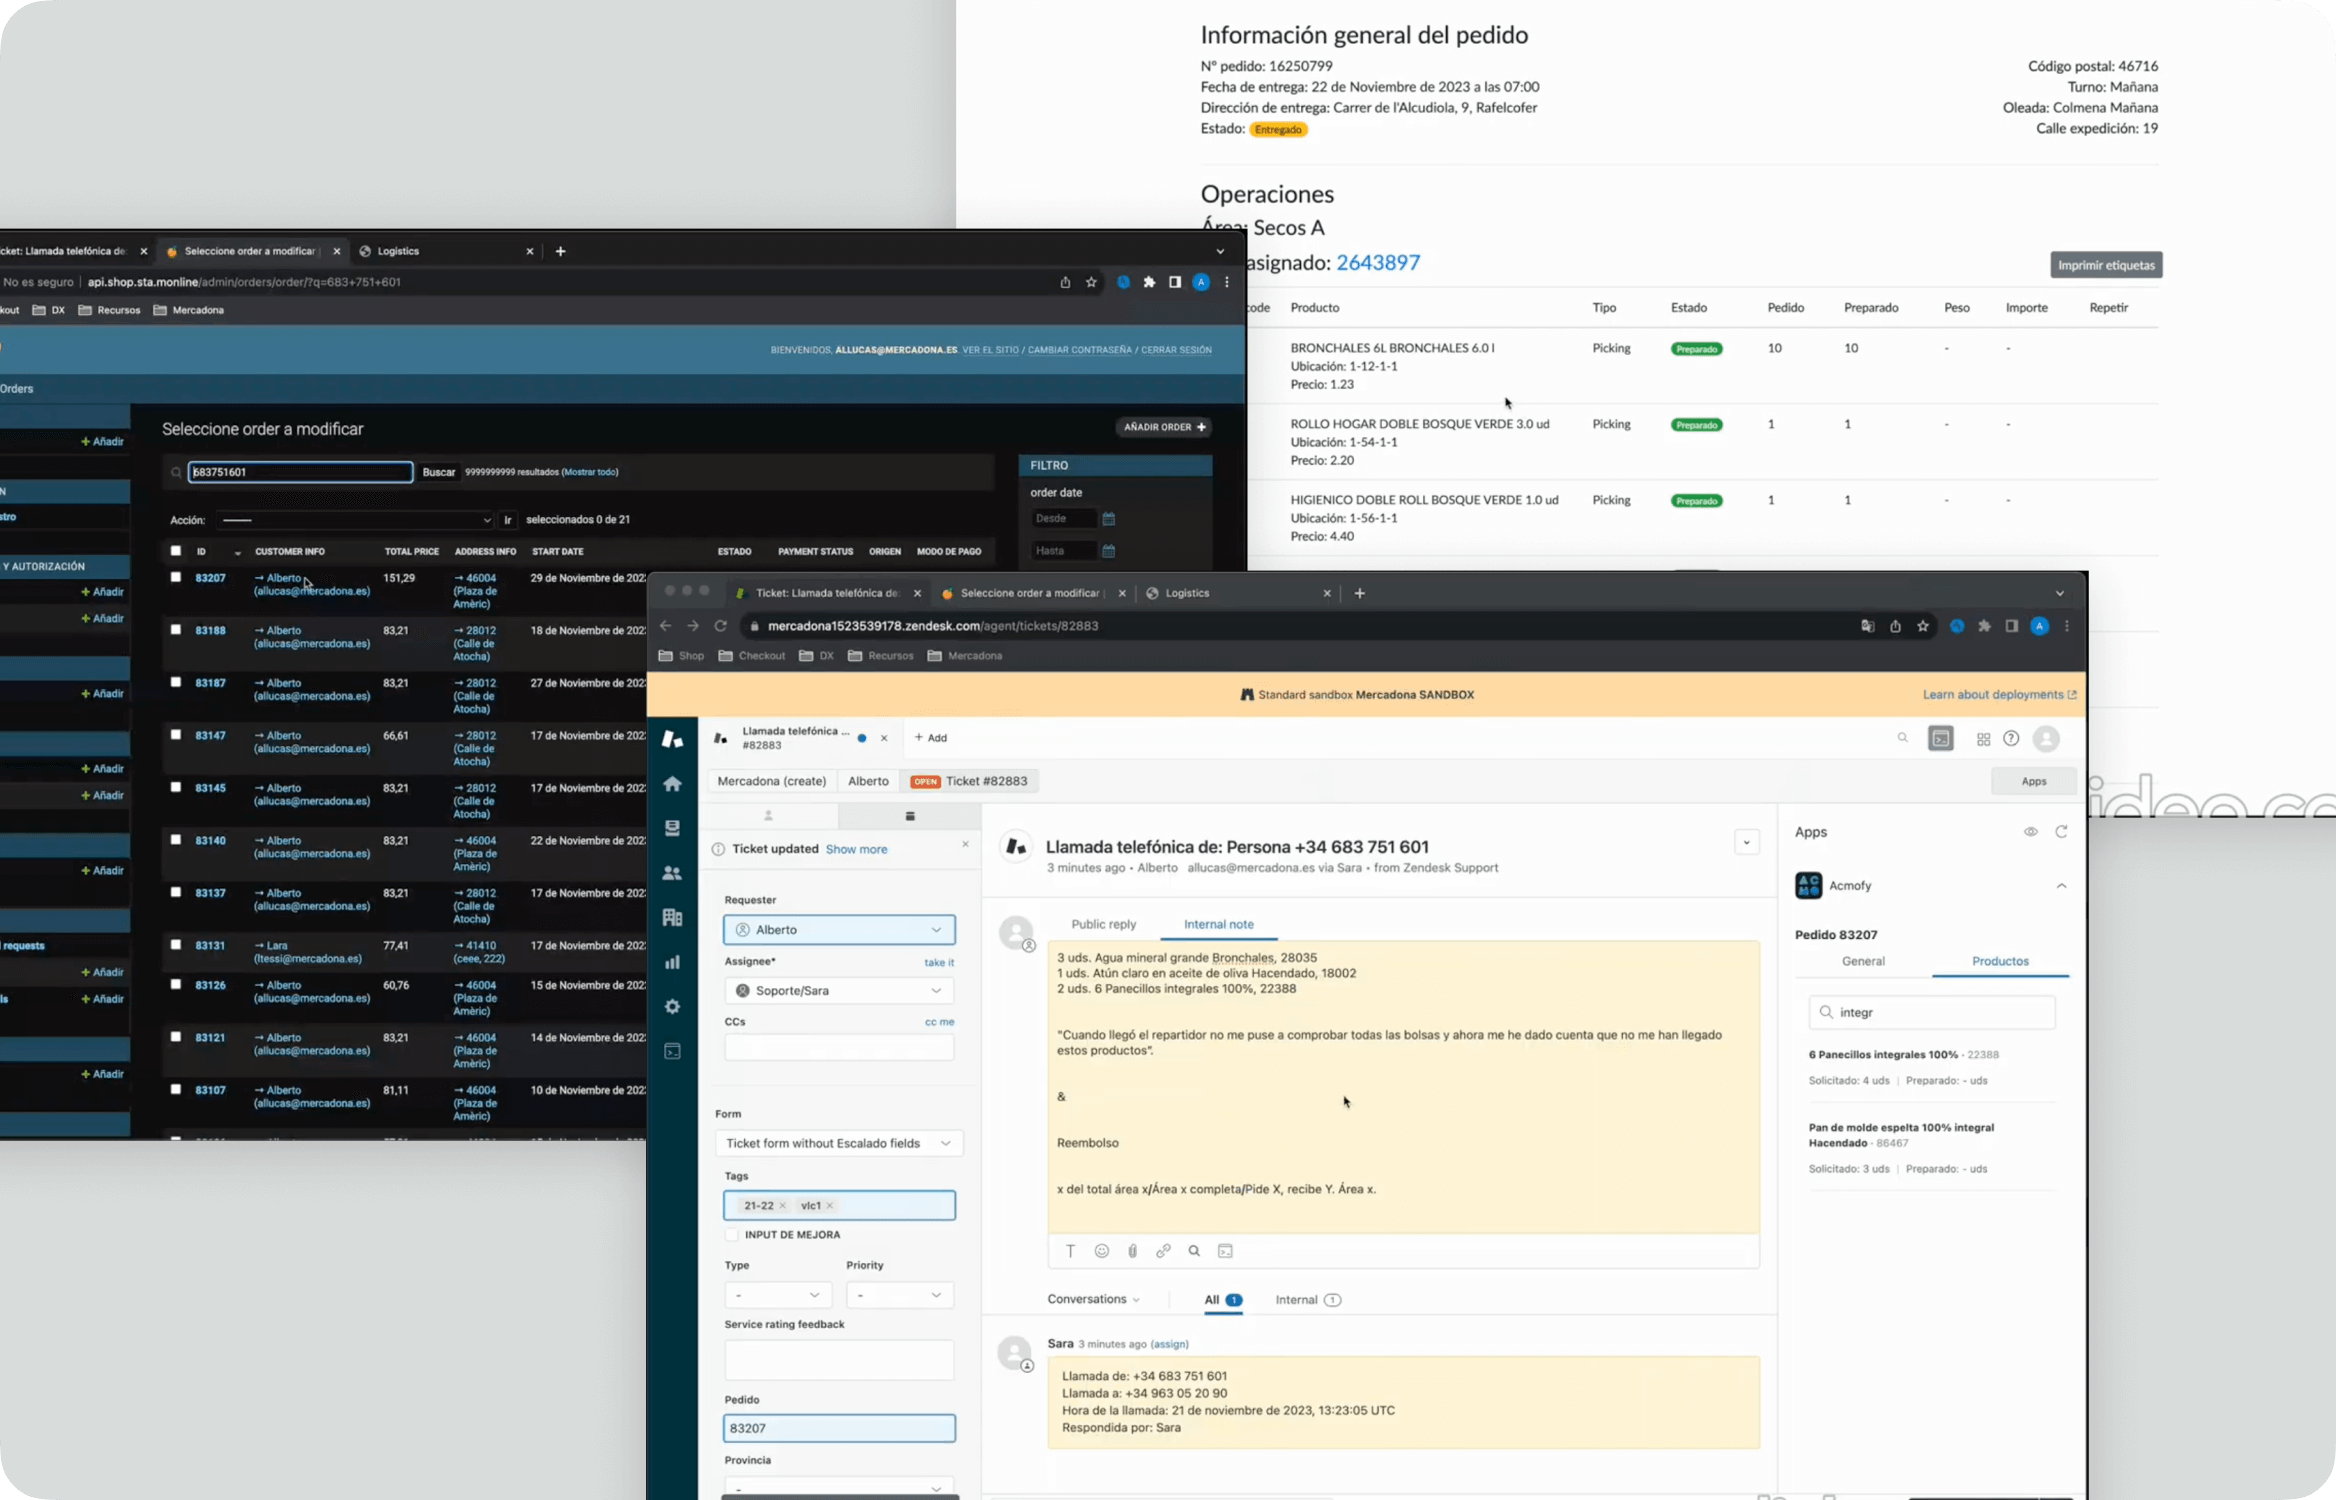 Información general del pedido
Nº pedido: 16250799
Código postal: 46716
Fecha de entrega: 22 de Noviembre de 2023 a las 07:00
Turno: Mañana
Dirección de entrega: Carrer de l'Alcudiola, 9, Rafelcofer
Oleada: Colmena Mañana
Estado: Entregado
Calle expedición: 19
Operaciones
Área: Secos A
asignado: 2643897
Imprimir etiquetas
code Producto Tipo Estado Pedido Preparado Peso Importe Repetir
BRONCHALES 6L BRONCHALES 6.0 l Picking Preparado 10 10 - -
Ubicación: 1-12-1-1
Precio: 1.23
ROLLO HOGAR DOBLE BOSQUE VERDE 3.0 ud Picking Preparado 1 1 - -
Ubicación: 1-54-1-1
Precio: 2.20
HIGIENICO DOBLE ROLL BOSQUE VERDE 1.0 ud Picking Preparado 1 1 - -
Ubicación: 1-56-1-1
Precio: 4.40
cket: Llamada telefónica de: Seleccione order a modificar Logistics
No es seguro | api.shop.sta.monline/admin/orders/order/?q=683+751+601
kout DX Recursos Mercadona
BIENVENIDOS, ALLUCAS@MERCADONA.ES. VER EL SITIO / CAMBIAR CONTRASEÑA / CERRAR SESIÓN
Orders
+ Añadir
N
stro
Y AUTORIZACIÓN
+ Añadir
+ Añadir
+ Añadir
+ Añadir
+ Añadir
+ Añadir
requests
+ Añadir
ls + Añadir
+ Añadir
Seleccione order a modificar
AÑADIR ORDER +
683751601 Buscar 9999999999 resultados (Mostrar todo)
Acción: Ir seleccionados 0 de 21
FILTRO
order date
Desde
Hasta
ID CUSTOMER INFO TOTAL PRICE ADDRESS INFO START DATE ESTADO PAYMENT STATUS ORIGEN MODO DE PAGO
83207 → Alberto (allucas@mercadona.es) 151,29 → 46004 (Plaza de Amèric) 29 de Noviembre de 202
83188 → Alberto (allucas@mercadona.es) 83,21 → 28012 (Calle de Atocha) 18 de Noviembre de 202
83187 → Alberto (allucas@mercadona.es) 83,21 → 28012 (Calle de Atocha) 27 de Noviembre de 202
83147 → Alberto (allucas@mercadona.es) 66,61 → 28012 (Calle de Atocha) 17 de Noviembre de 202
83145 → Alberto (allucas@mercadona.es) 83,21 → 28012 (Calle de Atocha) 17 de Noviembre de 202
83140 → Alberto (allucas@mercadona.es) 83,21 → 46004 (Plaza de Amèric) 22 de Noviembre de 202
83137 → Alberto (allucas@mercadona.es) 83,21 → 28012 (Calle de Atocha) 17 de Noviembre de 202
83131 → Lara (ltessi@mercadona.es) 77,41 → 41410 (ceee, 222) 17 de Noviembre de 202
83126 → Alberto (allucas@mercadona.es) 60,76 → 46004 (Plaza de Amèric) 15 de Noviembre de 202
83121 → Alberto (allucas@mercadona.es) 83,21 → 46004 (Plaza de Amèric) 14 de Noviembre de 202
83107 → Alberto (allucas@mercadona.es) 81,11 → 46004 (Plaza de Amèric) 10 de Noviembre de 202
Ticket: Llamada telefónica de: Seleccione order a modificar Logistics
mercadona1523539178.zendesk.com/agent/tickets/82883
Shop Checkout DX Recursos Mercadona
Standard sandbox Mercadona SANDBOX
Learn about deployments
Llamada telefónica ...
#82883
+ Add
Mercadona (create) Alberto OPEN Ticket #82883
Apps
Ticket updated Show more
Requester
Alberto
Assignee* take it
Soporte/Sara
CCs cc me
Form
Ticket form without Escalado fields
Tags
21-22 vlc1
INPUT DE MEJORA
Type Priority
- -
Service rating feedback
Pedido
83207
Provincia
-
Llamada telefónica de: Persona +34 683 751 601
3 minutes ago • Alberto allucas@mercadona.es via Sara • from Zendesk Support
Public reply Internal note
3 uds. Agua mineral grande Bronchales, 28035
1 uds. Atún claro en aceite de oliva Hacendado, 18002
2 uds. 6 Panecillos integrales 100%, 22388
"Cuando llegó el repartidor no me puse a comprobar todas las bolsas y ahora me he dado cuenta que no me han llegado
estos productos".
&
Reembolso
x del total área x/Área x completa/Pide X, recibe Y. Área x.
Conversations All 1 Internal 1
Sara 3 minutes ago (assign)
Llamada de: +34 683 751 601
Llamada a: +34 963 05 20 90
Hora de la llamada: 21 de noviembre de 2023, 13:23:05 UTC
Respondida por: Sara
Apps
Acmofy
Pedido 83207
General Productos
integr
6 Panecillos integrales 100% · 22388
Solicitado: 4 uds | Preparado: - uds
Pan de molde espelta 100% integral
Hacendado · 86467
Solicitado: 3 uds | Preparado: - uds
ideo.co